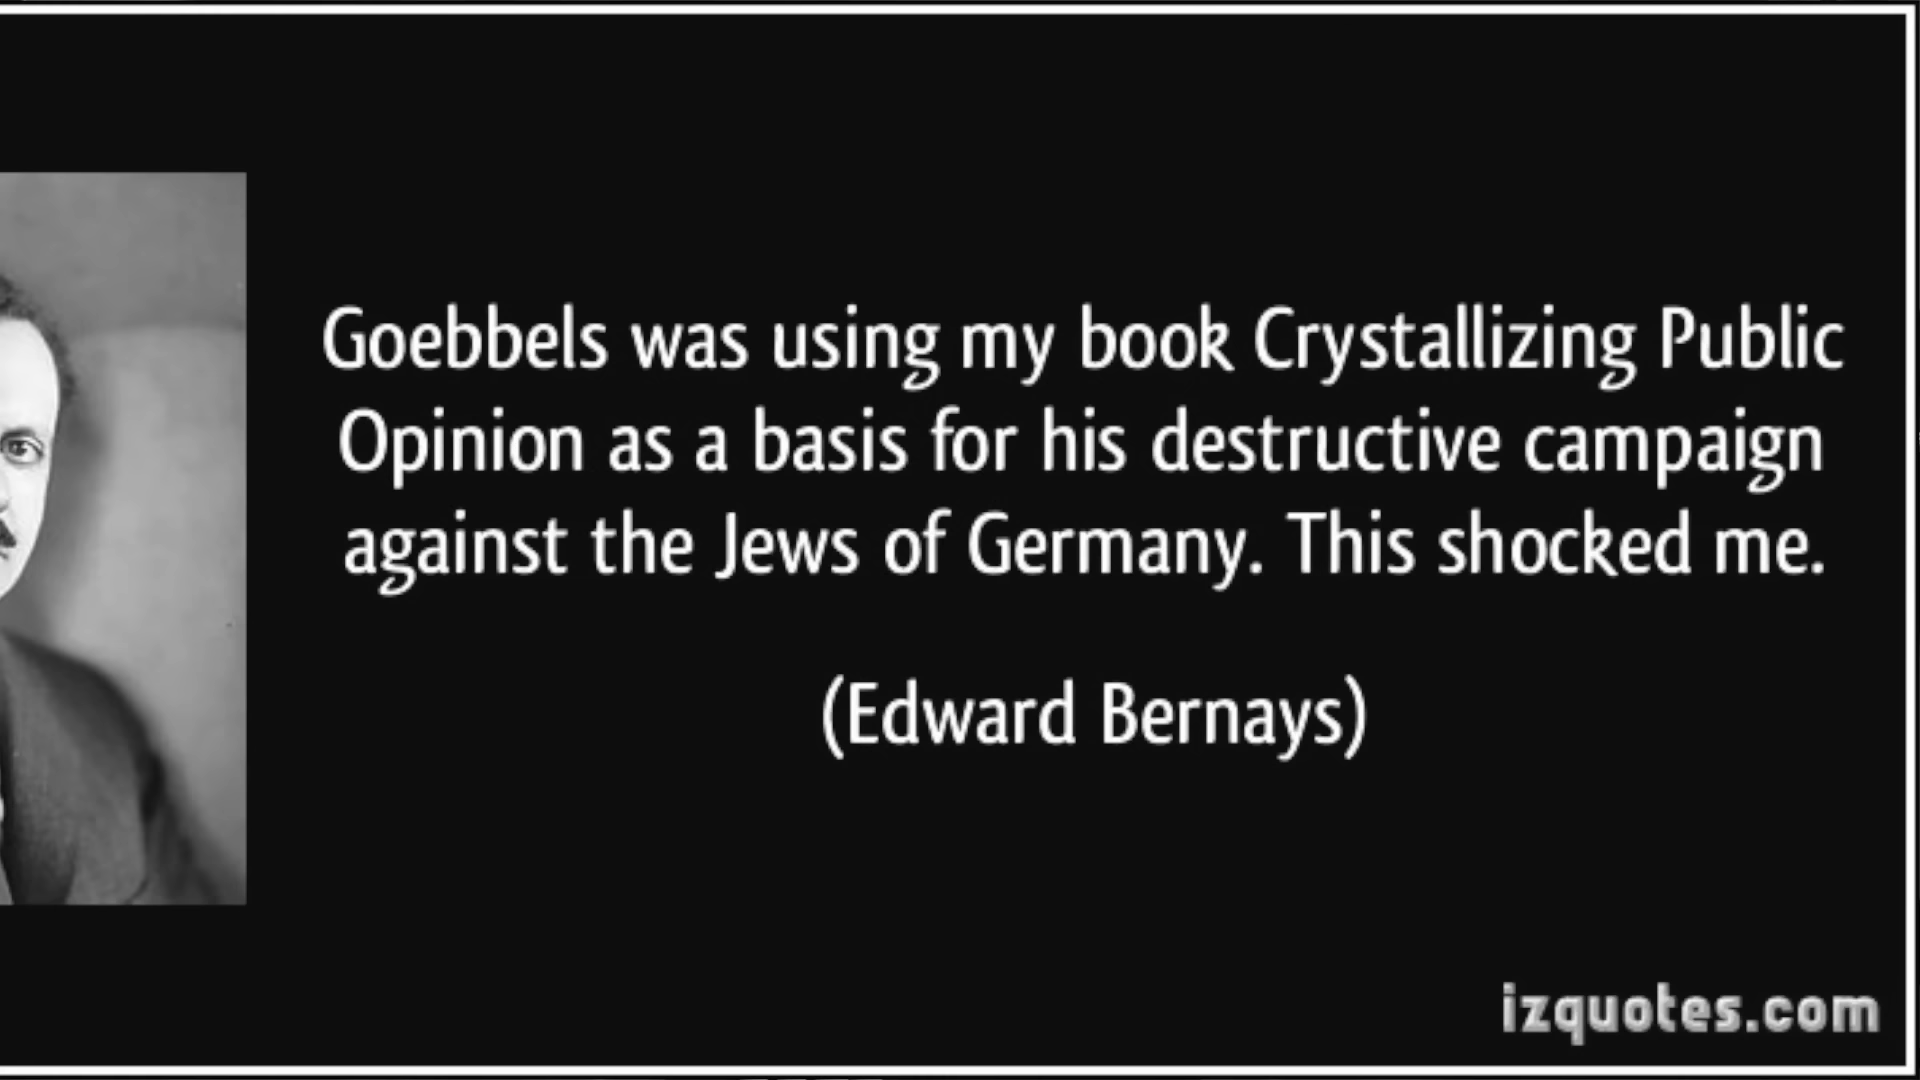 Goebbels was using my book Crystallizing Public
Opinion as a basis for his destructive campaign
against the Jews of Germany. This shocked me.
(Edward Bernays)
izquotes.com